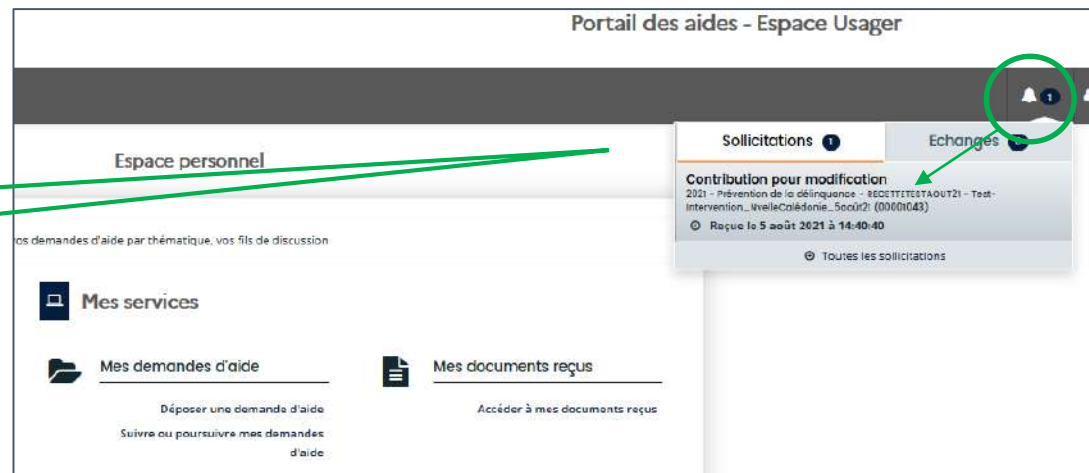 Portail des aides - Espace Usager
1
Sollicitations 1
Echanges
Espace personnel
Contribution pour modification
2021 - Prévention de la délinquance - RECETTETESTAOUT21 - Test-
Intervention_NvelleCalédonie_5août21 (00001043)
Reçue le 5 août 2021 à 14:40:40
Toutes les sollicitations
vos demandes d'aide par thématique, vos fils de discussion
Mes services
Mes demandes d'aide
Mes documents reçus
Déposer une demande d'aide
Accéder à mes documents reçus
Suivre ou poursuivre mes demandes
d'aide